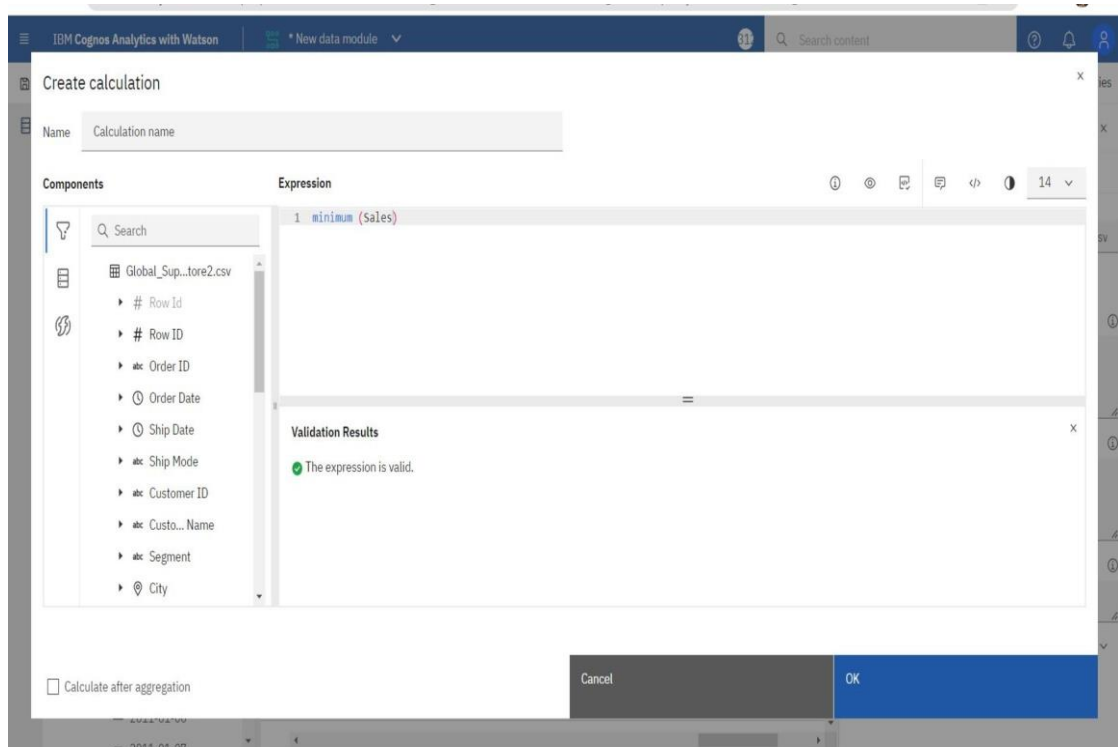 IBM Cognos Analytics with Watson
* New data module
Search content
Create calculation
x
ies
Name
Calculation name
x
Components
Expression
14
Search
1 minimum (Sales)
sv
Global_Sup...tore2.csv
# Row Id
# Row ID
abc Order ID
Order Date
Ship Date
Validation Results
x
abc Ship Mode
The expression is valid.
abc Customer ID
abc Custo... Name
abc Segment
City
Calculate after aggregation
Cancel
OK